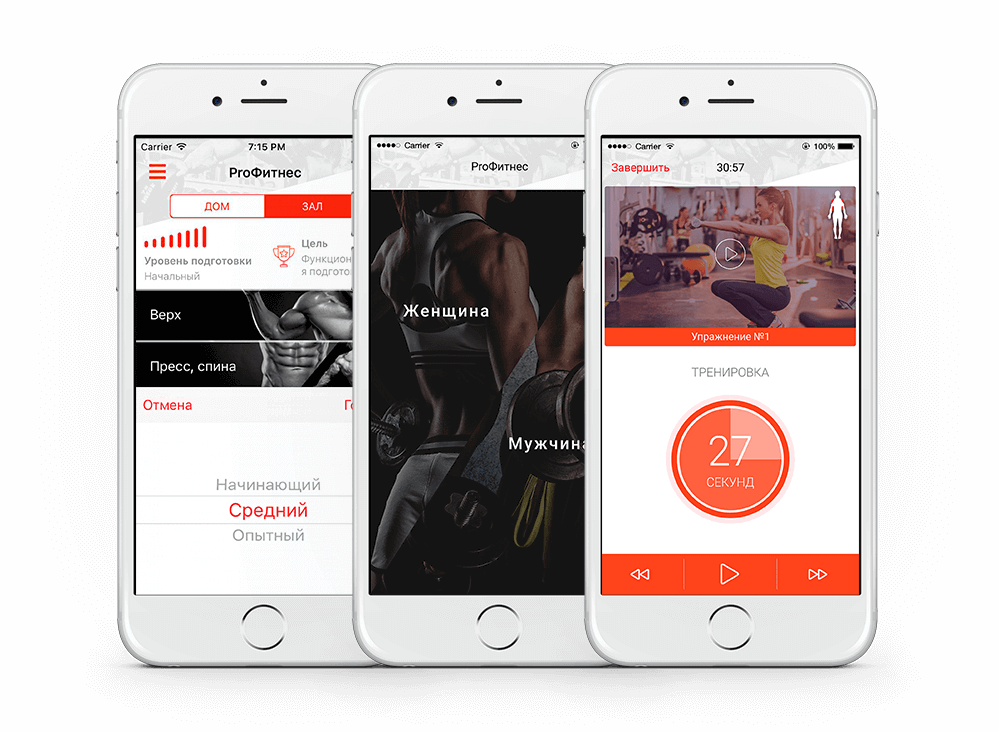 Carrier
7:15 PM
ProФитнес
ДОМ
ЗАЛ
Уровень подготовки
Начальный
Цель
Функцион
я подгото
Верх
Пресс, спина
Отмена
Начинающий
Средний
Опытный
Carrier
ProФитнес
Женщина
Мужчина
Carrier
100%
Завершить
30:57
Упражнение №1
ТРЕНИРОВКА
27
СЕКУНД